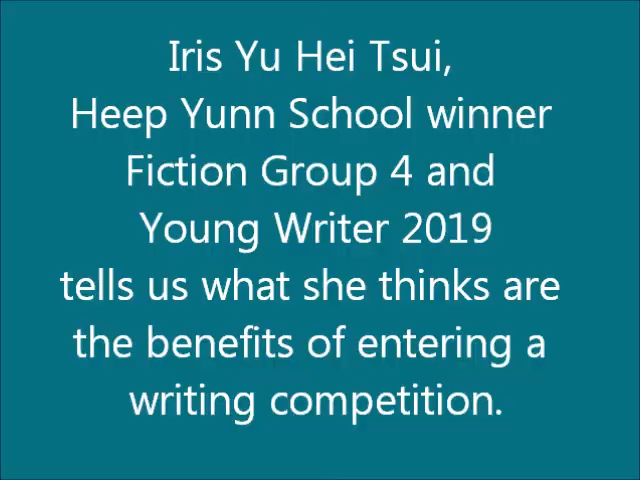 Iris Yu Hei Tsui,
Heep Yunn School winner
Fiction Group 4 and
Young Writer 2019
tells us what she thinks are
the benefits of entering a
writing competition.